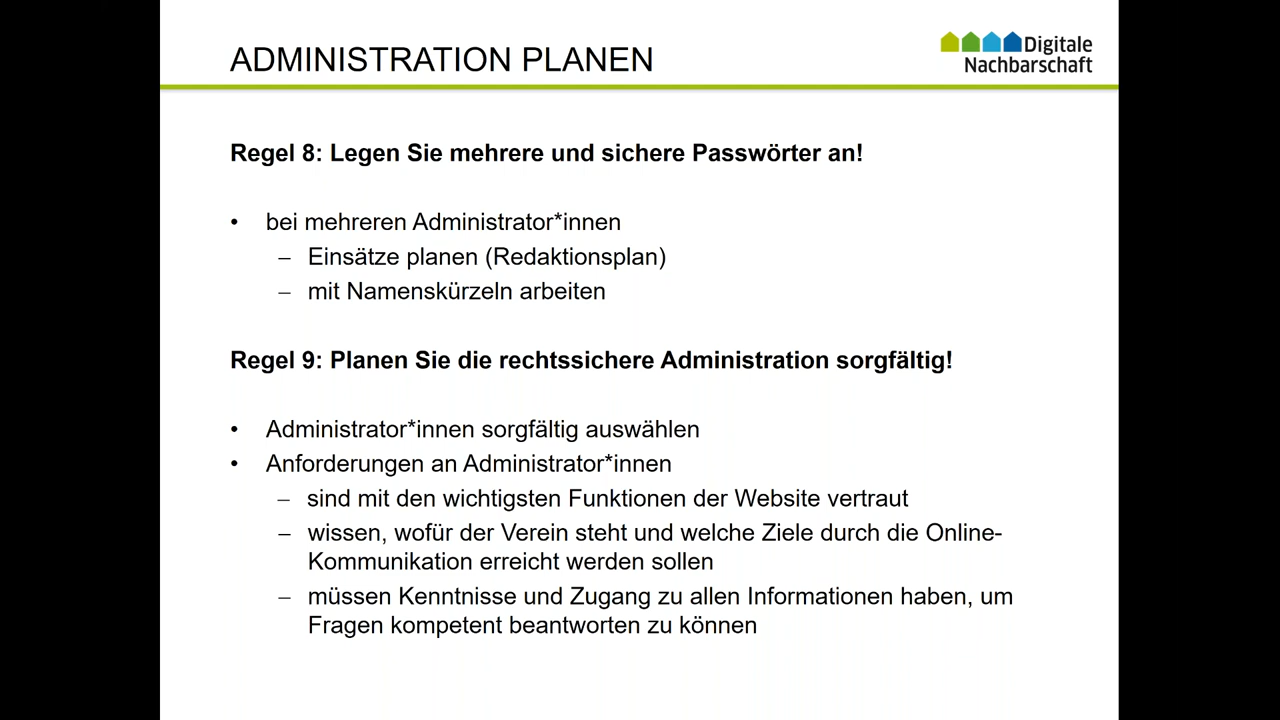 ADMINISTRATION PLANEN
Digitale
Nachbarschaft
Regel 8: Legen Sie mehrere und sichere Passwörter an!
• bei mehreren Administrator*innen
– Einsätze planen (Redaktionsplan)
– mit Namenskürzeln arbeiten
Regel 9: Planen Sie die rechtssichere Administration sorgfältig!
• Administrator*innen sorgfältig auswählen
• Anforderungen an Administrator*innen
– sind mit den wichtigsten Funktionen der Website vertraut
– wissen, wofür der Verein steht und welche Ziele durch die Online-
Kommunikation erreicht werden sollen
– müssen Kenntnisse und Zugang zu allen Informationen haben, um
Fragen kompetent beantworten zu können